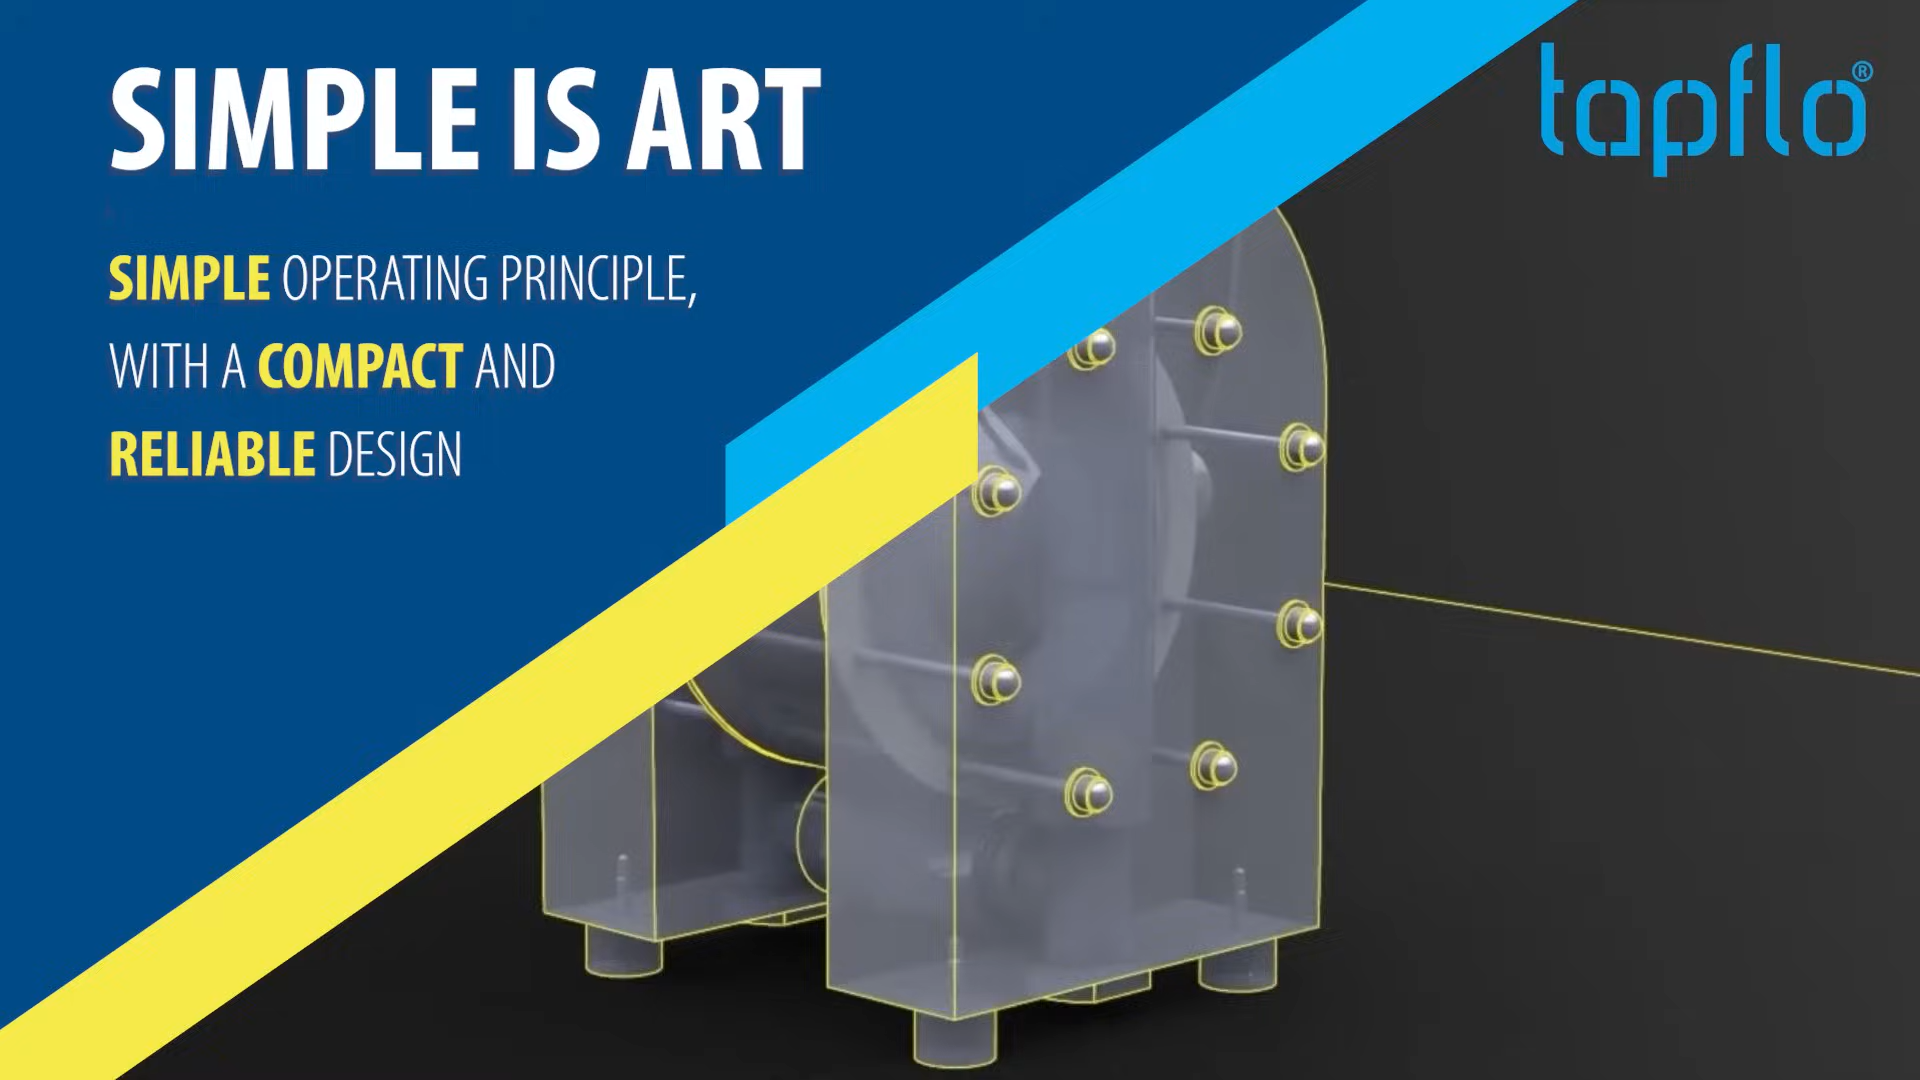 SIMPLE IS ART
tapflo®
SIMPLE OPERATING PRINCIPLE,
WITH A COMPACT AND
RELIABLE DESIGN